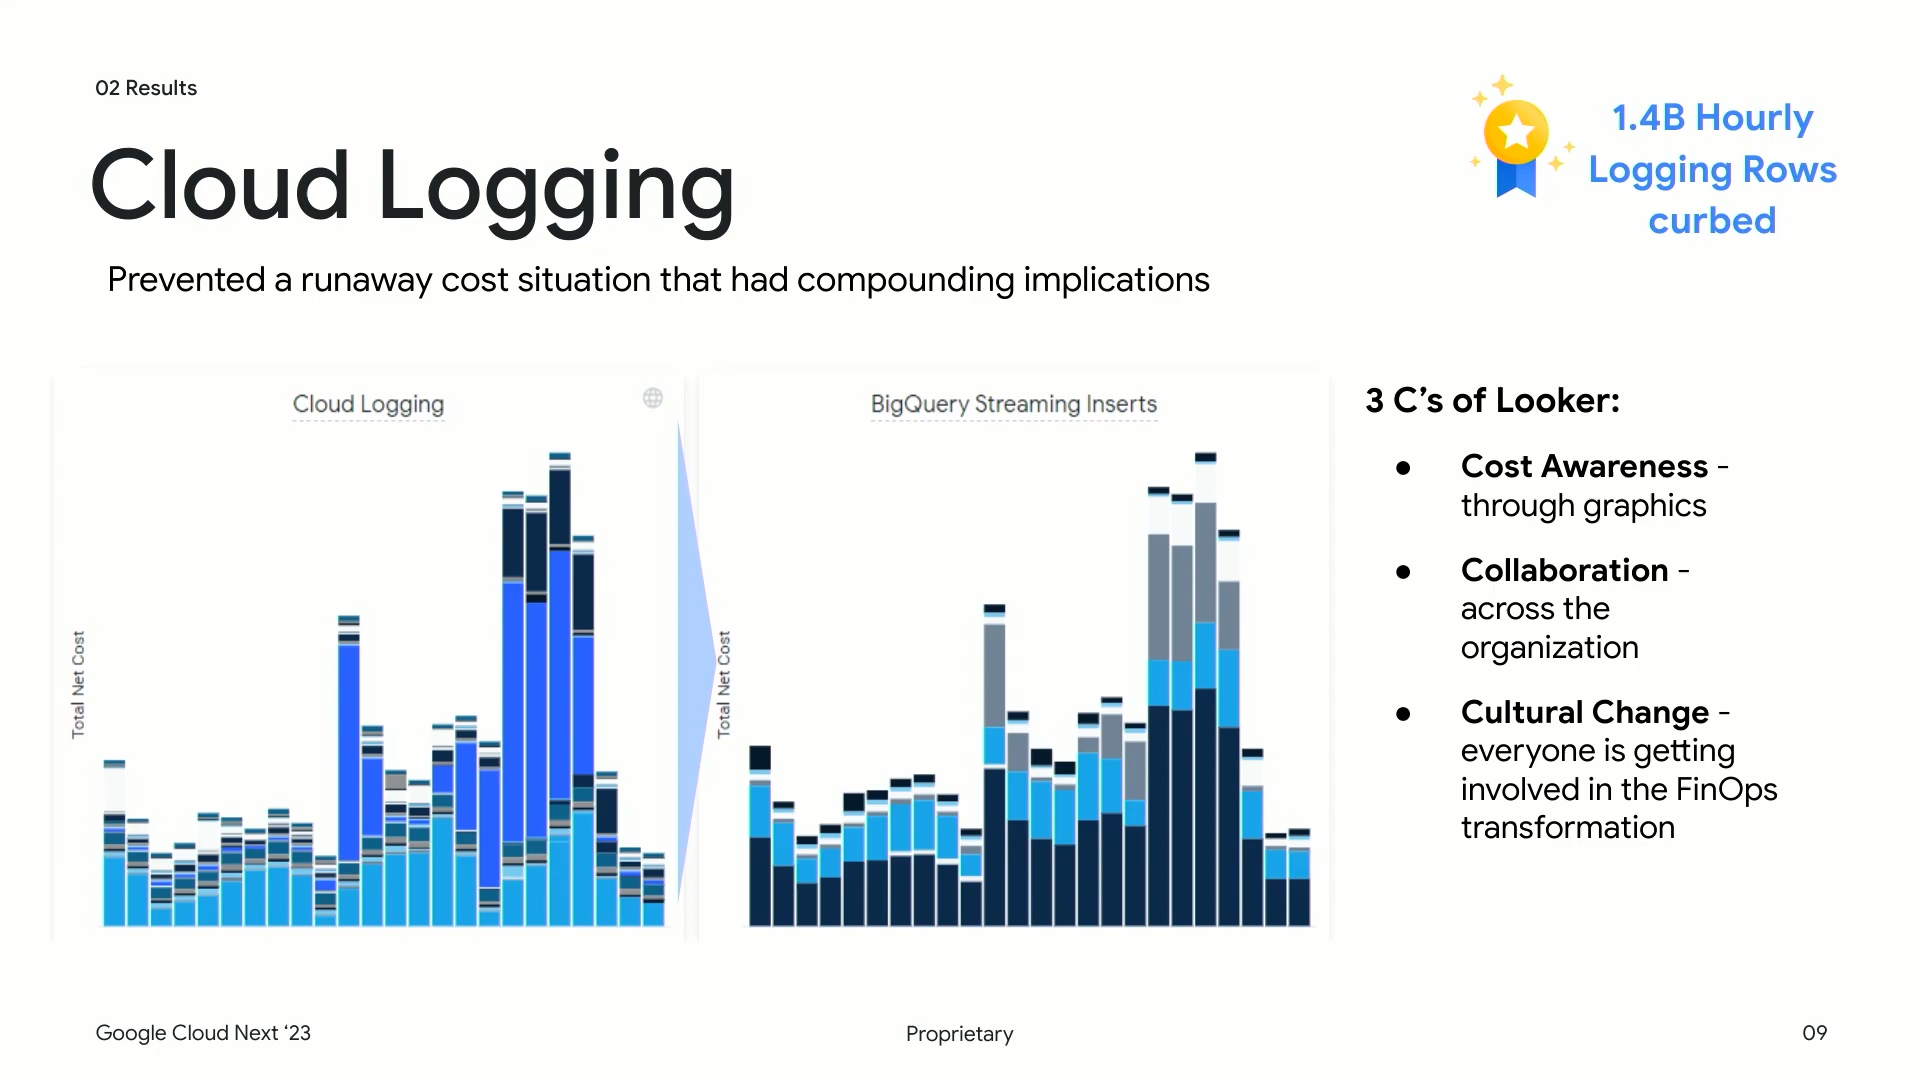 02 Results
Cloud Logging
Prevented a runaway cost situation that had compounding implications
1.4B Hourly
Logging Rows
curbed
Cloud Logging
Total Net Cost
BigQuery Streaming Inserts
Total Net Cost
3 C’s of Looker:
● Cost Awareness -
through graphics
● Collaboration -
across the
organization
● Cultural Change -
everyone is getting
involved in the FinOps
transformation
Google Cloud Next ‘23
Proprietary
09